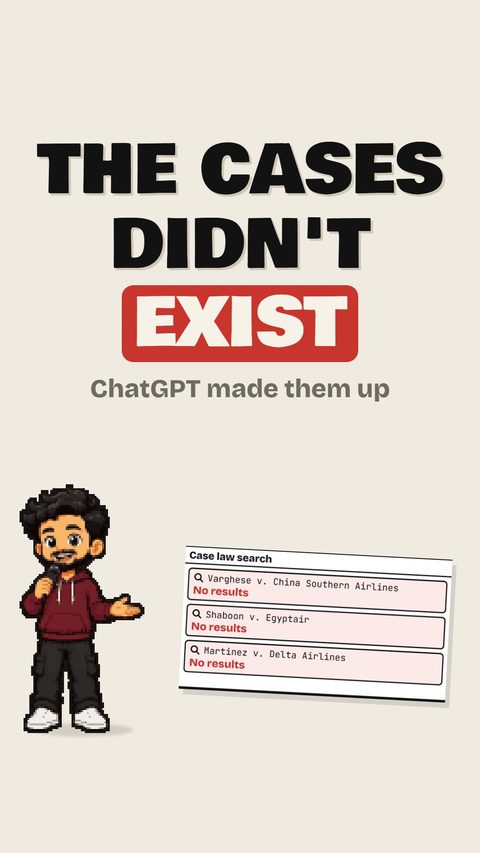 THE CASES
DIDN'T
EXIST
ChatGPT made them up
Case law search
Varghese v. China Southern Airlines
No results
Shaboon v. Egyptair
No results
Martinez v. Delta Airlines
No results